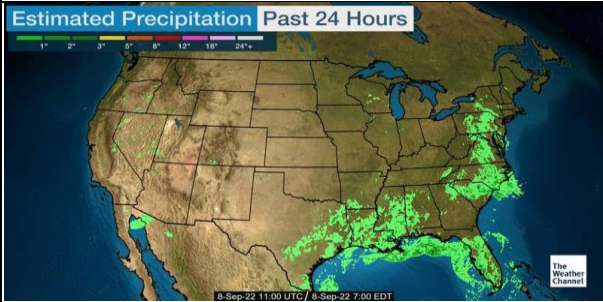 Estimated Precipitation Past 24 Hours
1" 2" 3" 5" 8" 12" 18" 24"+
8-Sep-22 11:00 UTC / 8-Sep-22 7:00 EDT
The
Weather
Channel